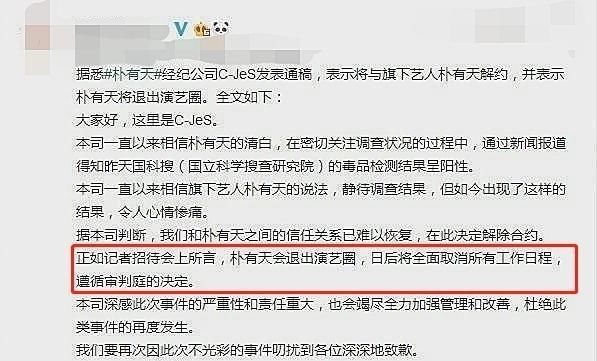 据悉#朴有天#经纪公司C-JeS发表通稿，表示将与旗下艺人朴有天解约，并表示
朴有天将退出演艺圈。全文如下：
大家好，这里是C-JeS。
本司一直以来相信朴有天的清白，在密切关注调查状况的过程中，通过新闻报道
得知昨天国科搜（国立科学搜查研究院）的毒品检测结果呈阳性。
本司一直以来相信旗下艺人朴有天的说法，静待调查结果，但如今出现了这样的
结果，令人心情惨痛。
据本司判断，我们和朴有天之间的信任关系已难以恢复，在此决定解除合约。
正如记者招待会上所言，朴有天会退出演艺圈，日后将全面取消所有工作日程，
遵循审判庭的决定。
本司深感此次事件的严重性和责任重大，也会竭尽全力加强管理和改善，杜绝此
类事件的再度发生。
我们要再次因此次不光彩的事件叨扰到各位深深地致歉。